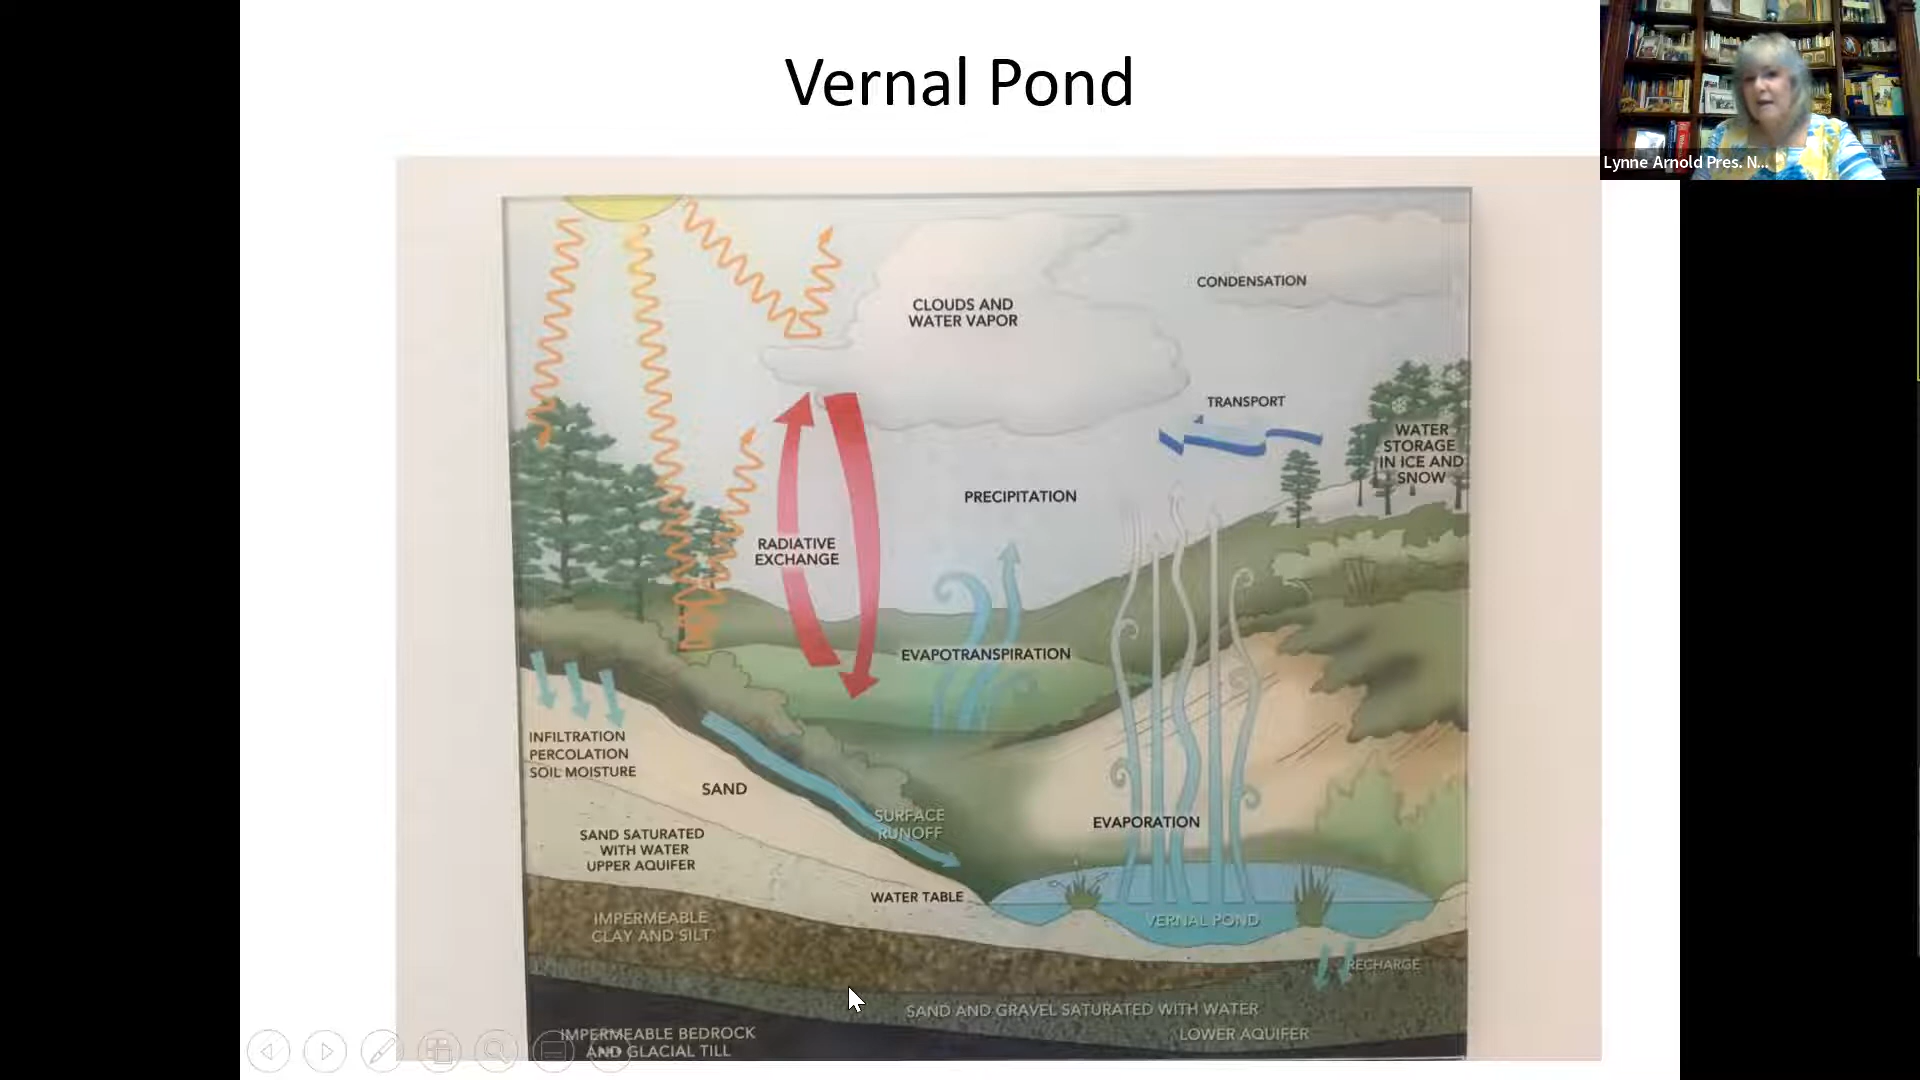 Vernal Pond
Lynne Arnold Pres. N...
CONDENSATION
CLOUDS AND
WATER VAPOR
TRANSPORT
WATER
STORAGE
IN ICE AND
SNOW
PRECIPITATION
RADIATIVE
EXCHANGE
EVAPOTRANSPIRATION
INFILTRATION
PERCOLATION
SOIL MOISTURE
SAND
SURFACE
RUNOFF
EVAPORATION
SAND SATURATED
WITH WATER
UPPER AQUIFER
WATER TABLE
VERNAL POND
IMPERMEABLE
CLAY AND SILT
RECHARGE
SAND AND GRAVEL SATURATED WITH WATER
LOWER AQUIFER
IMPERMEABLE BEDROCK
AND GLACIAL TILL